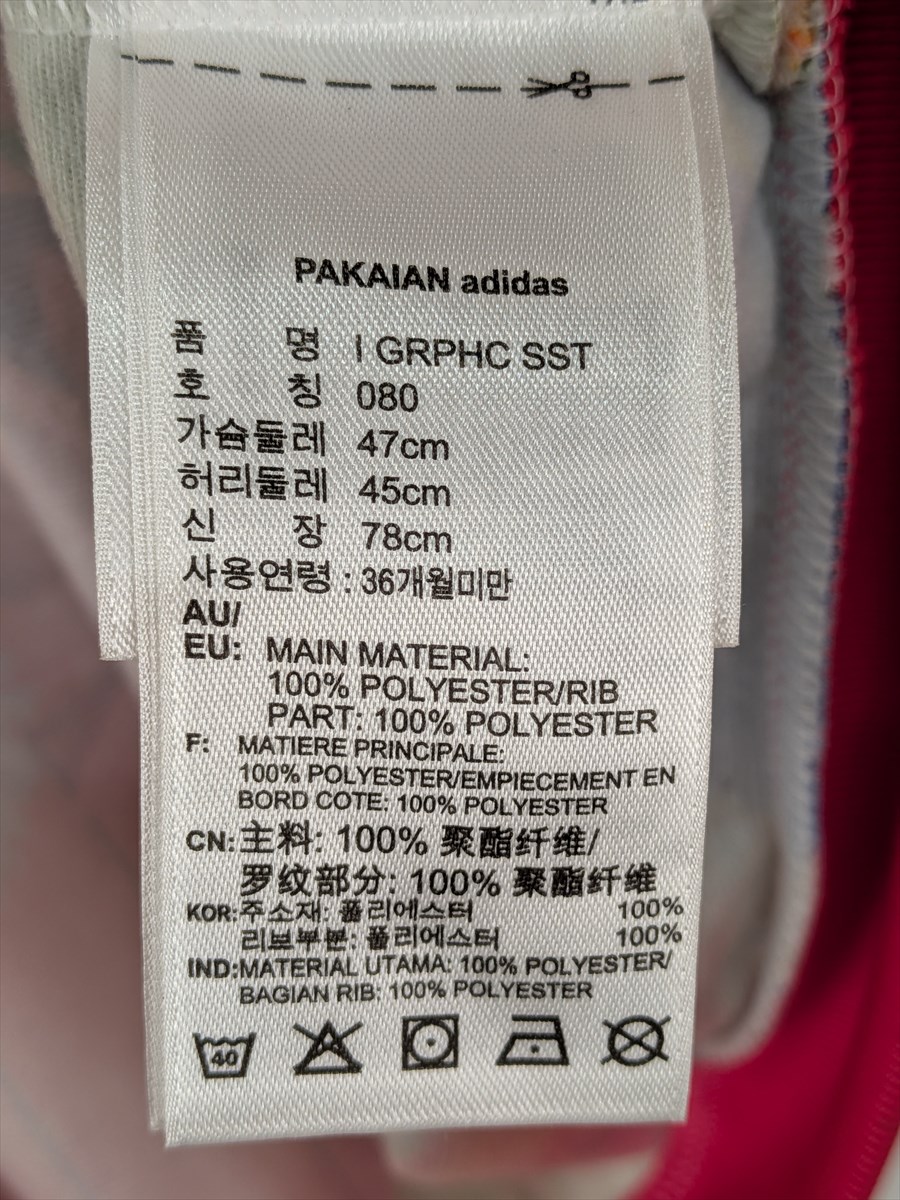 PAKAIAN adidas
품 명 I GRPHC SST
호 칭 080
가슴둘레 47cm
허리둘레 45cm
신 장 78cm
사용연령 : 36개월미만
AU/
EU: MAIN MATERIAL:
100% POLYESTER/RIB
PART: 100% POLYESTER
F: MATIERE PRINCIPALE:
100% POLYESTER/EMPIECEMENT EN
BORD COTE: 100% POLYESTER
CN: 主料: 100% 聚酯纤维/
罗纹部分: 100% 聚酯纤维
KOR: 주소재: 폴리에스터 100%
리브부분: 폴리에스터 100%
IND: MATERIAL UTAMA: 100% POLYESTER/
BAGIAN RIB: 100% POLYESTER
40